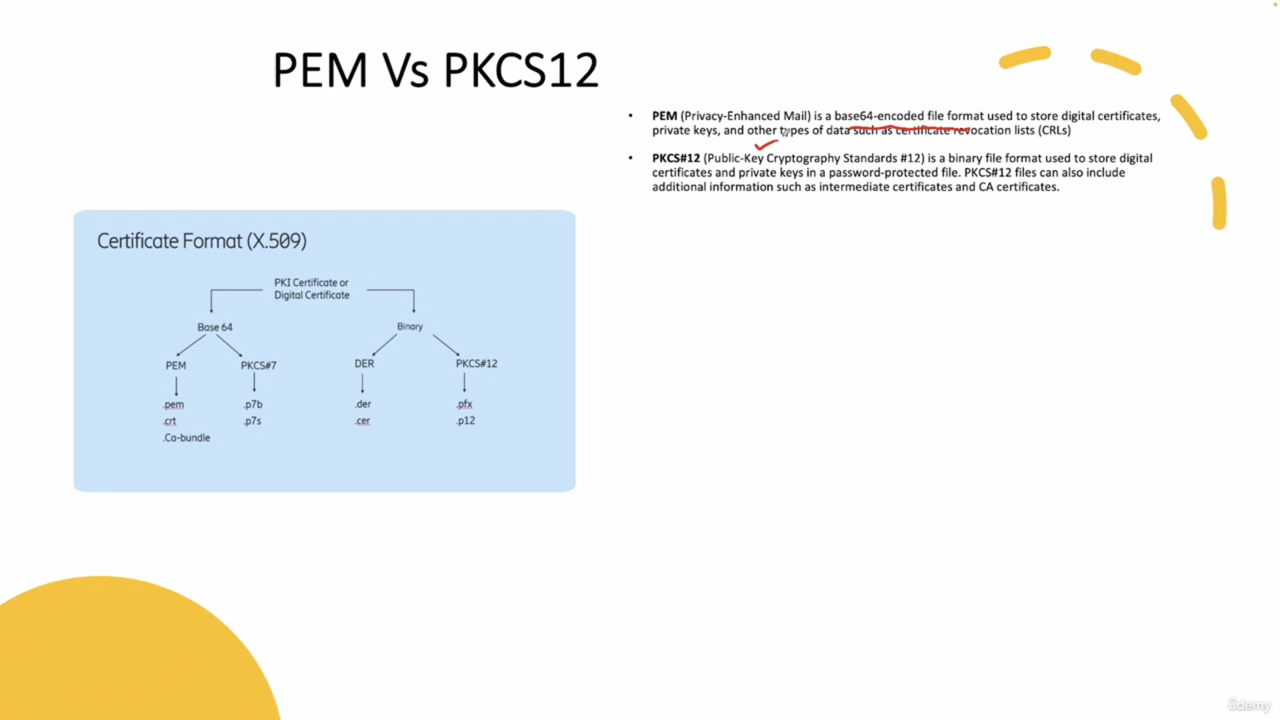 PEM Vs PKCS12
• PEM (Privacy-Enhanced Mail) is a base64-encoded file format used to store digital certificates,
private keys, and other types of data such as certificate revocation lists (CRLs)
• PKCS#12 (Public-Key Cryptography Standards #12) is a binary file format used to store digital
certificates and private keys in a password-protected file. PKCS#12 files can also include
additional information such as intermediate certificates and CA certificates.
Certificate Format (X.509)
PKI Certificate or
Digital Certificate
Base 64 Binary
PEM PKCS#7 DER PKCS#12
.pem .p7b .der .pfx
.crt .p7s .cer .p12
.Ca-bundle
ûdemy